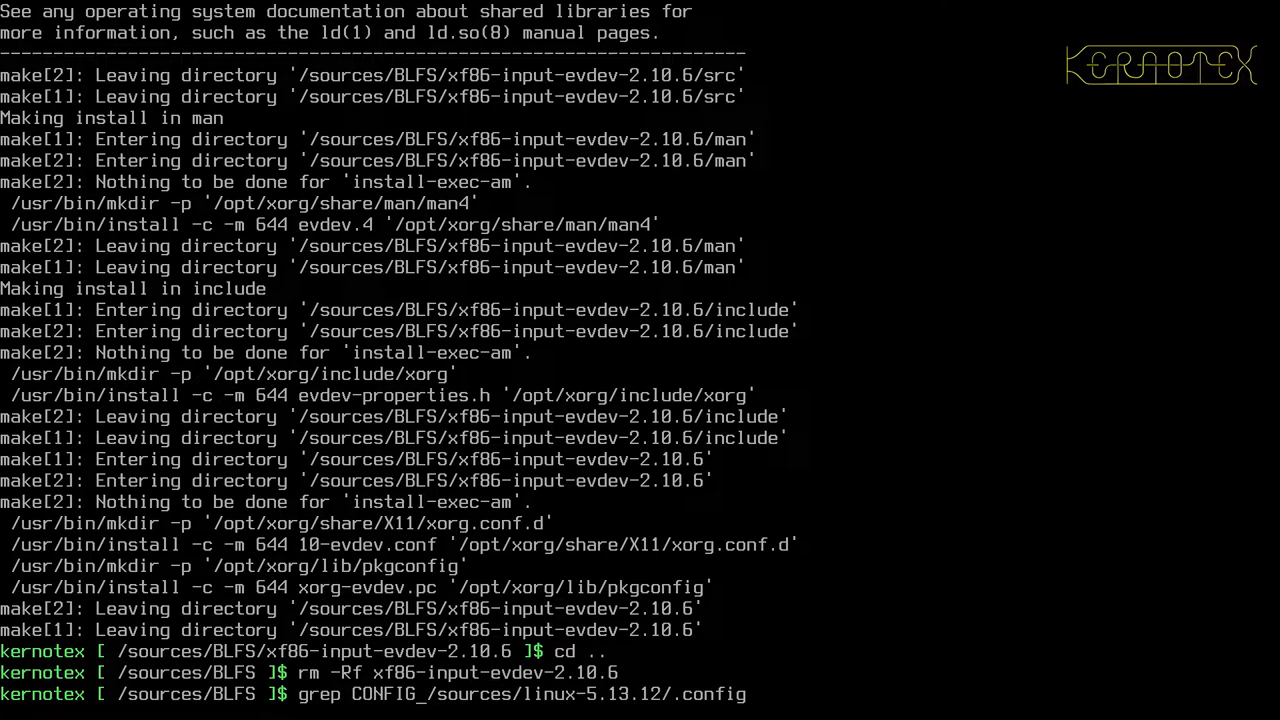 See any operating system documentation about shared libraries for
more information, such as the ld(1) and ld.so(8) manual pages.
----------------------------------------------------------------------
KERNOTEX
make[2]: Leaving directory '/sources/BLFS/xf86-input-evdev-2.10.6/src'
make[1]: Leaving directory '/sources/BLFS/xf86-input-evdev-2.10.6/src'
Making install in man
make[1]: Entering directory '/sources/BLFS/xf86-input-evdev-2.10.6/man'
make[2]: Entering directory '/sources/BLFS/xf86-input-evdev-2.10.6/man'
make[2]: Nothing to be done for 'install-exec-am'.
 /usr/bin/mkdir -p '/opt/xorg/share/man/man4'
 /usr/bin/install -c -m 644 evdev.4 '/opt/xorg/share/man/man4'
make[2]: Leaving directory '/sources/BLFS/xf86-input-evdev-2.10.6/man'
make[1]: Leaving directory '/sources/BLFS/xf86-input-evdev-2.10.6/man'
Making install in include
make[1]: Entering directory '/sources/BLFS/xf86-input-evdev-2.10.6/include'
make[2]: Entering directory '/sources/BLFS/xf86-input-evdev-2.10.6/include'
make[2]: Nothing to be done for 'install-exec-am'.
 /usr/bin/mkdir -p '/opt/xorg/include/xorg'
 /usr/bin/install -c -m 644 evdev-properties.h '/opt/xorg/include/xorg'
make[2]: Leaving directory '/sources/BLFS/xf86-input-evdev-2.10.6/include'
make[1]: Leaving directory '/sources/BLFS/xf86-input-evdev-2.10.6/include'
make[1]: Entering directory '/sources/BLFS/xf86-input-evdev-2.10.6'
make[2]: Entering directory '/sources/BLFS/xf86-input-evdev-2.10.6'
make[2]: Nothing to be done for 'install-exec-am'.
 /usr/bin/mkdir -p '/opt/xorg/share/X11/xorg.conf.d'
 /usr/bin/install -c -m 644 10-evdev.conf '/opt/xorg/share/X11/xorg.conf.d'
 /usr/bin/mkdir -p '/opt/xorg/lib/pkgconfig'
 /usr/bin/install -c -m 644 xorg-evdev.pc '/opt/xorg/lib/pkgconfig'
make[2]: Leaving directory '/sources/BLFS/xf86-input-evdev-2.10.6'
make[1]: Leaving directory '/sources/BLFS/xf86-input-evdev-2.10.6'
kernotex [ /sources/BLFS/xf86-input-evdev-2.10.6 ]$ cd ..
kernotex [ /sources/BLFS ]$ rm -Rf xf86-input-evdev-2.10.6
kernotex [ /sources/BLFS ]$ grep CONFIG_/sources/linux-5.13.12/.config